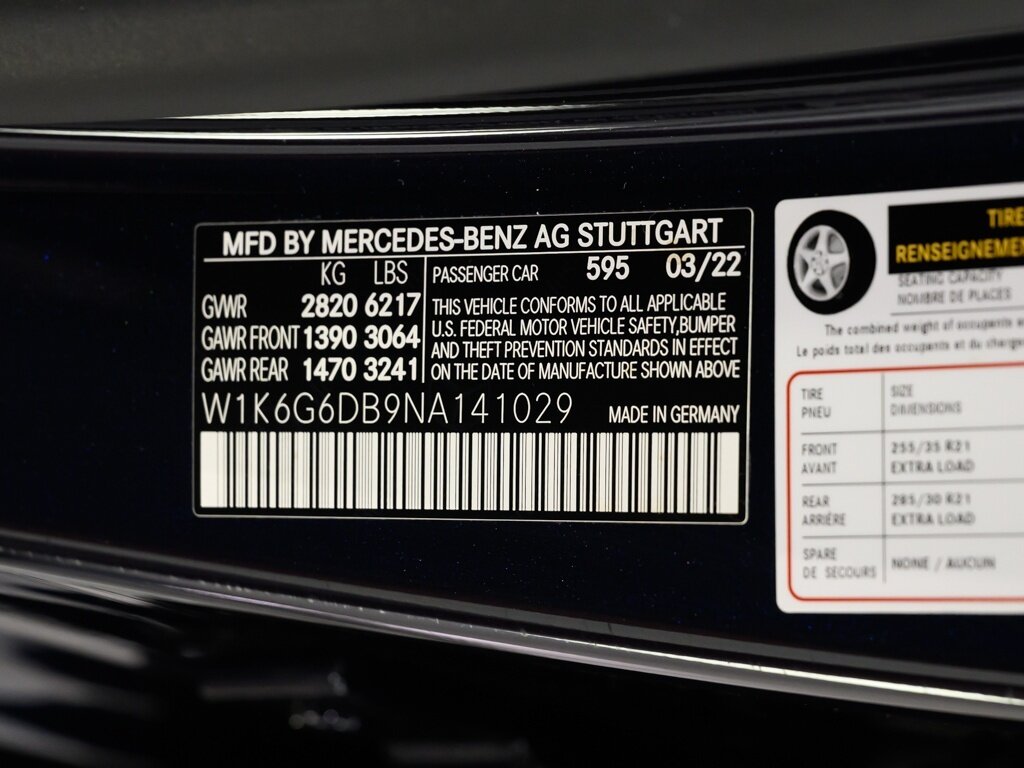 MFD BY MERCEDES-BENZ AG STUTTGART
KG LBS
GVWR 2820 6217
GAWR FRONT 1390 3064
GAWR REAR 1470 3241
PASSENGER CAR 595 03/22
THIS VEHICLE CONFORMS TO ALL APPLICABLE
U.S. FEDERAL MOTOR VEHICLE SAFETY,BUMPER
AND THEFT PREVENTION STANDARDS IN EFFECT
ON THE DATE OF MANUFACTURE SHOWN ABOVE
W1K6G6DB9NA141029 MADE IN GERMANY
TIRE
SEATING CAPACITY
NOMBRE DE PLACES
The combined weight of occupants
Le poids total des occupants et du
TIRE SIZE
PNEU DIMENSIONS
FRONT 255/35 R21
AVANT EXTRA LOAD
REAR 285/30 R21
ARRIÈRE EXTRA LOAD
SPARE NONE / AUCUN
DE SECOURS